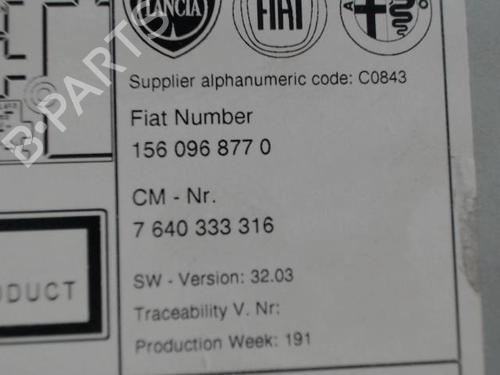 LANCIA FIAT
Supplier alphanumeric code: C0843
Fiat Number
156 096 877 0
CM - Nr.
7 640 333 316
ODUCT
SW - Version: 32.03
Traceability V. Nr:
Production Week: 191
B-PARTS